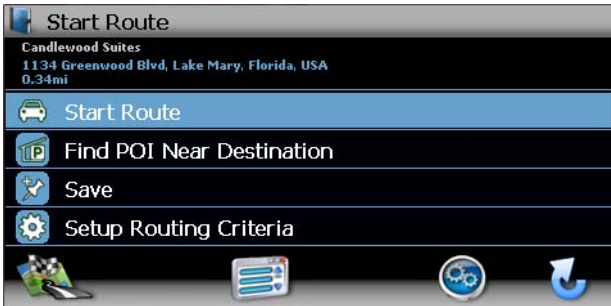 Start Route
Candlewood Suites
1134 Greenwood Blvd, Lake Mary, Florida, USA
0.34mi
Start Route
P
Find POI Near Destination
Save
Setup Routing Criteria